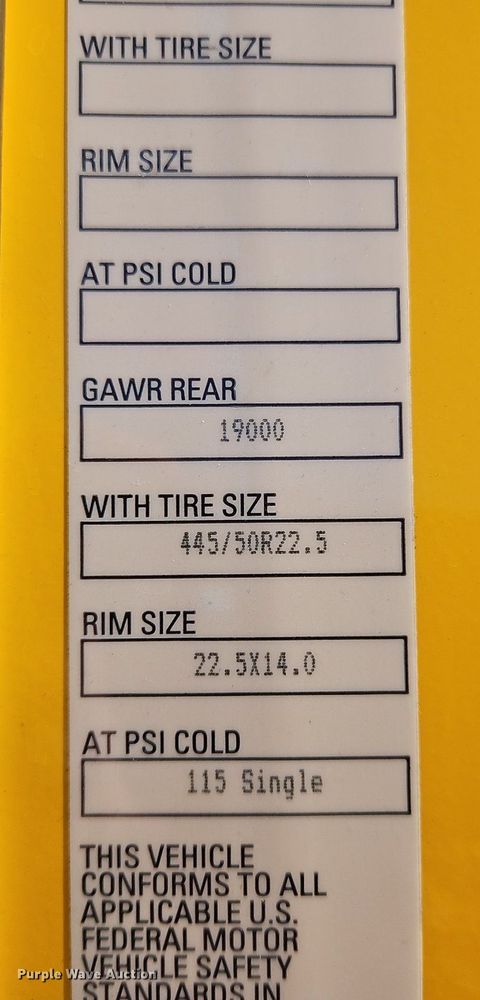 WITH TIRE SIZE
RIM SIZE
AT PSI COLD
GAWR REAR
19000
WITH TIRE SIZE
445/50R22.5
RIM SIZE
22.5X14.0
AT PSI COLD
115 Single
THIS VEHICLE
CONFORMS TO ALL
APPLICABLE U.S.
FEDERAL MOTOR
VEHICLE SAFETY
STANDARDS IN
Purple Wave Auction